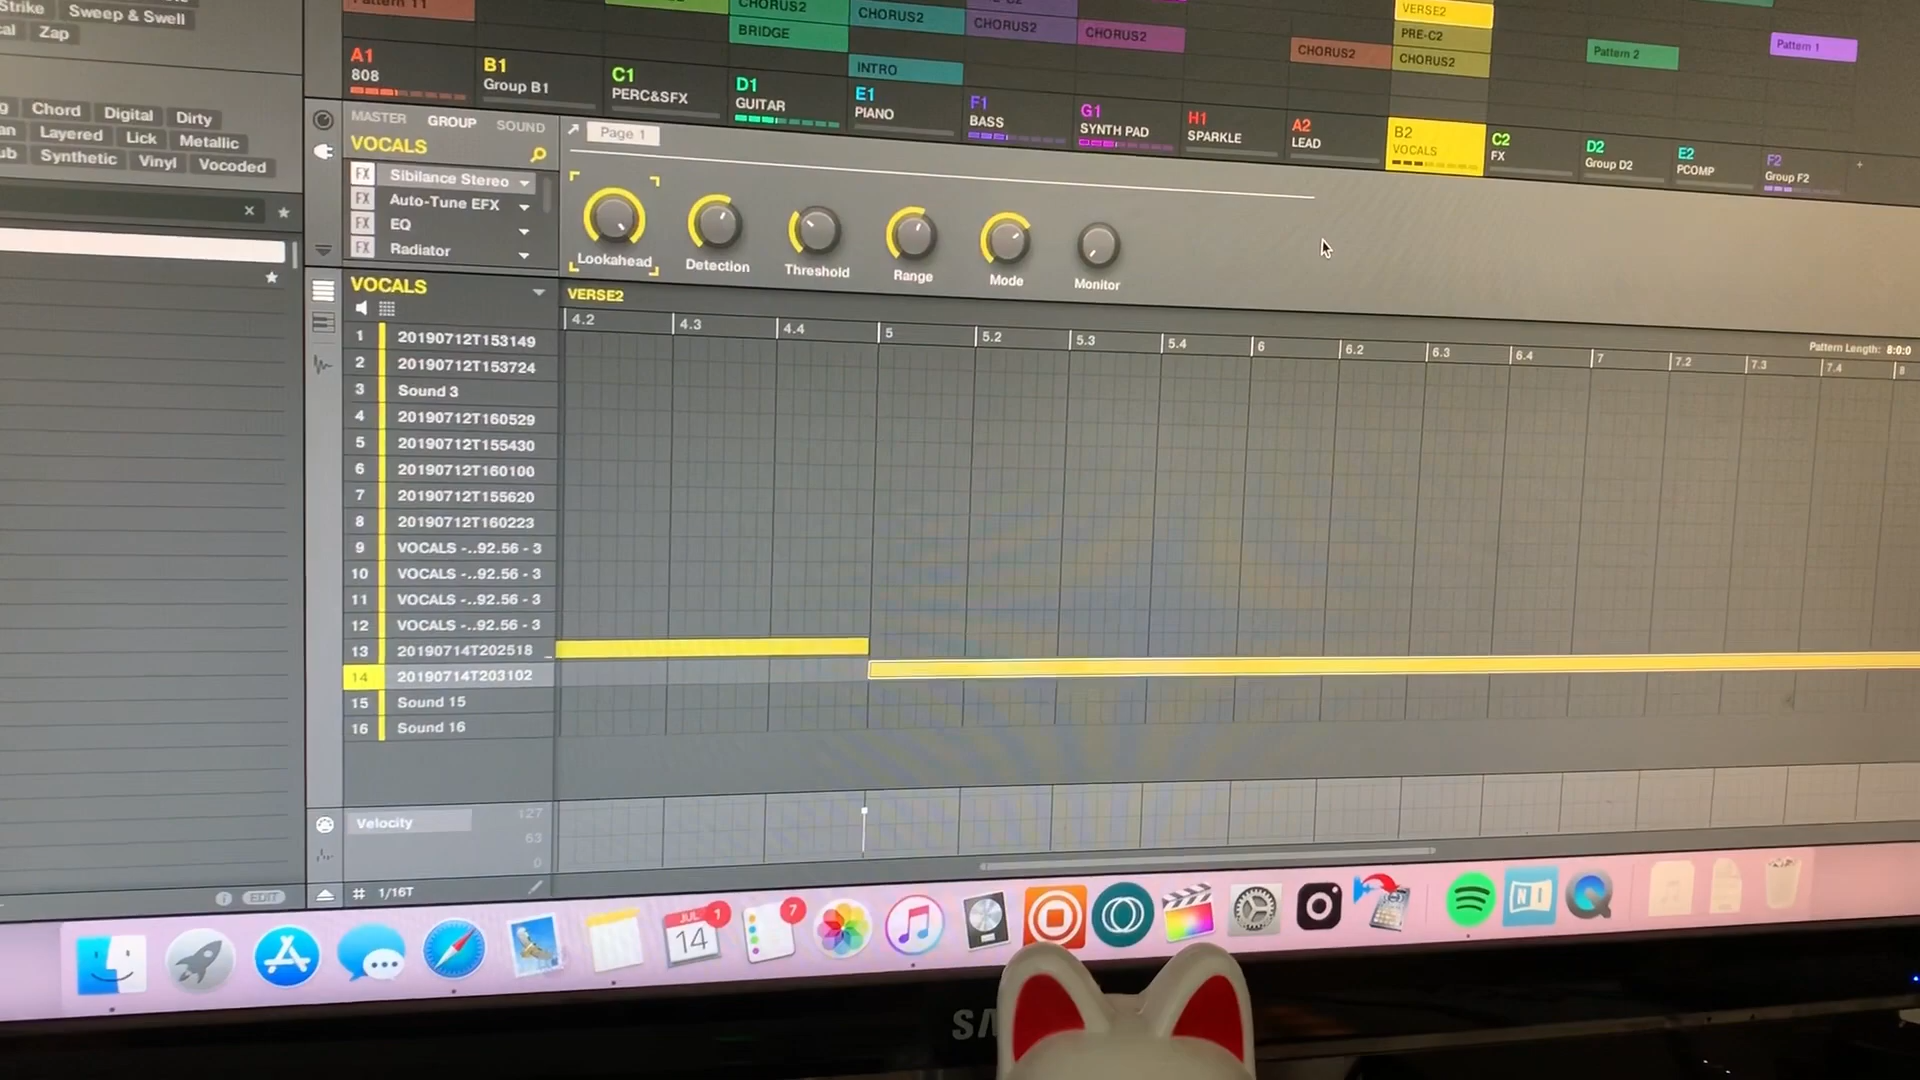 Strike Sweep & Swell
Zap
Chord Digital Dirty
Layered Lick Metallic
Synthetic Vinyl Vocoded
Pattern 11
CHORUS2
BRIDGE
CHORUS2
INTRO
CHORUS2
CHORUS2
CHORUS2
VERSE2
PRE-C2
CHORUS2
Pattern 2
Pattern 1
A1
808
B1
Group B1
C1
PERC&SFX
D1
GUITAR
E1
PIANO
F1
BASS
G1
SYNTH PAD
H1
SPARKLE
A2
LEAD
B2
VOCALS
C2
FX
D2
Group D2
E2
PCOMP
F2
Group F2
+
MASTER GROUP SOUND
VOCALS
FX Sibilance Stereo
FX Auto-Tune EFX
FX EQ
FX Radiator
Page 1
Lookahead Detection Threshold Range Mode Monitor
VOCALS
VERSE2
4.2 4.3 4.4 5 5.2 5.3 5.4 6 6.2 6.3 6.4 7 7.2 7.3 7.4 8
Pattern Length: 8:0:0
1 20190712T153149
2 20190712T153724
3 Sound 3
4 20190712T160529
5 20190712T155430
6 20190712T160100
7 20190712T155620
8 20190712T160223
9 VOCALS -..92.56 - 3
10 VOCALS -..92.56 - 3
11 VOCALS -..92.56 - 3
12 VOCALS -..92.56 - 3
13 20190714T202518
14 20190714T203102
15 Sound 15
16 Sound 16
Velocity
127
63
0
EDIT
# 1/16T
JUL
14
1
7
NI